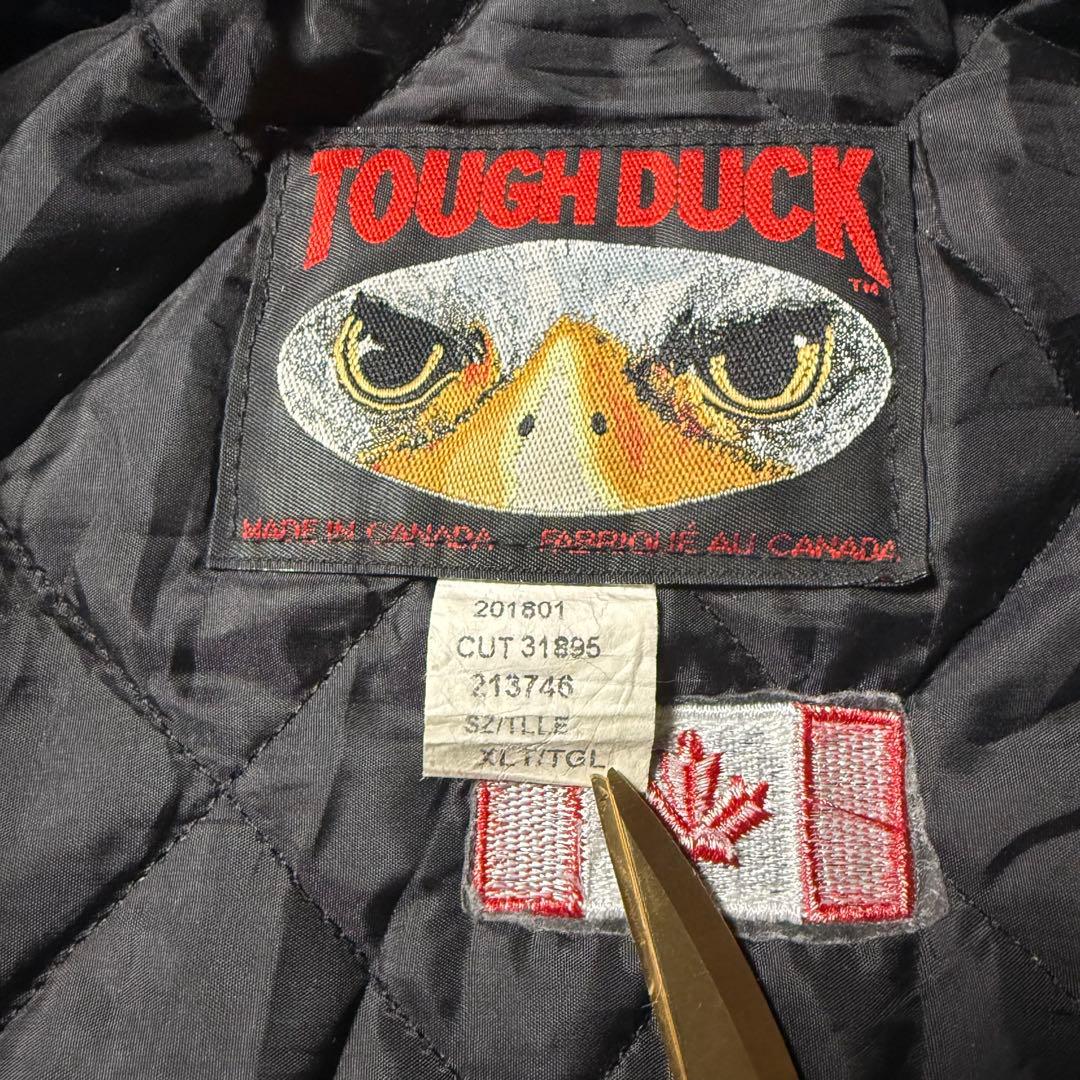 TOUGH DUCK
TM
MADE IN CANADA FABRIQUÉ AU CANADA
201801
CUT 31895
213746
SZ/TLLE
XLT/TGL